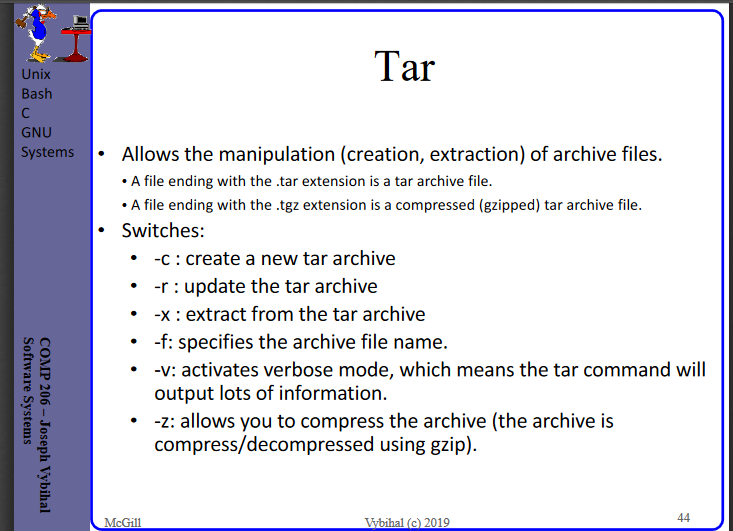 Unix
Bash
C
GNU
Systems
COMP 206 – Joseph Vybihal
Software Systems
Tar
• Allows the manipulation (creation, extraction) of archive files.
• A file ending with the .tar extension is a tar archive file.
• A file ending with the .tgz extension is a compressed (gzipped) tar archive file.
• Switches:
• -c : create a new tar archive
• -r : update the tar archive
• -x : extract from the tar archive
• -f: specifies the archive file name.
• -v: activates verbose mode, which means the tar command will
output lots of information.
• -z: allows you to compress the archive (the archive is
compress/decompressed using gzip).
McGill
Vybihal (c) 2019
44